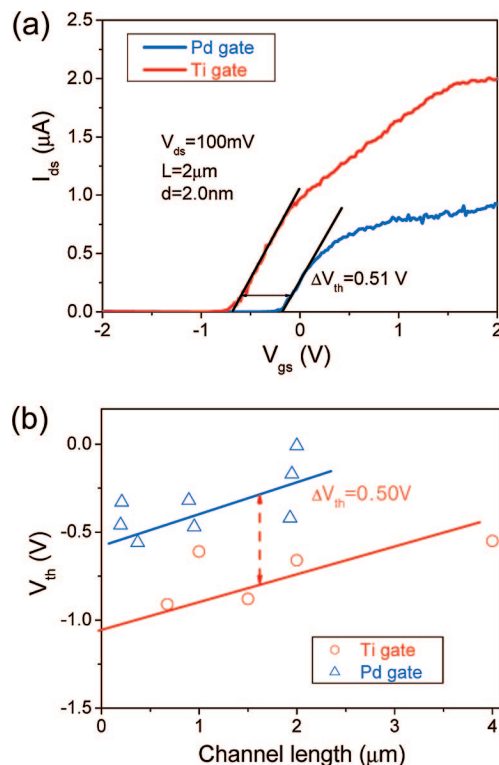 (a)
Pd gate
Ti gate
V_ds=100mV
L=2μm
d=2.0nm
ΔV_th=0.51 V
I_ds (μA)
2.5
2.0
1.5
1.0
0.5
0.0
-2
-1
0
1
2
V_gs (V)
(b)
ΔV_th=0.50V
V_th (V)
0.0
-0.5
-1.0
-1.5
Ti gate
Pd gate
0
1
2
3
4
Channel length (μm)